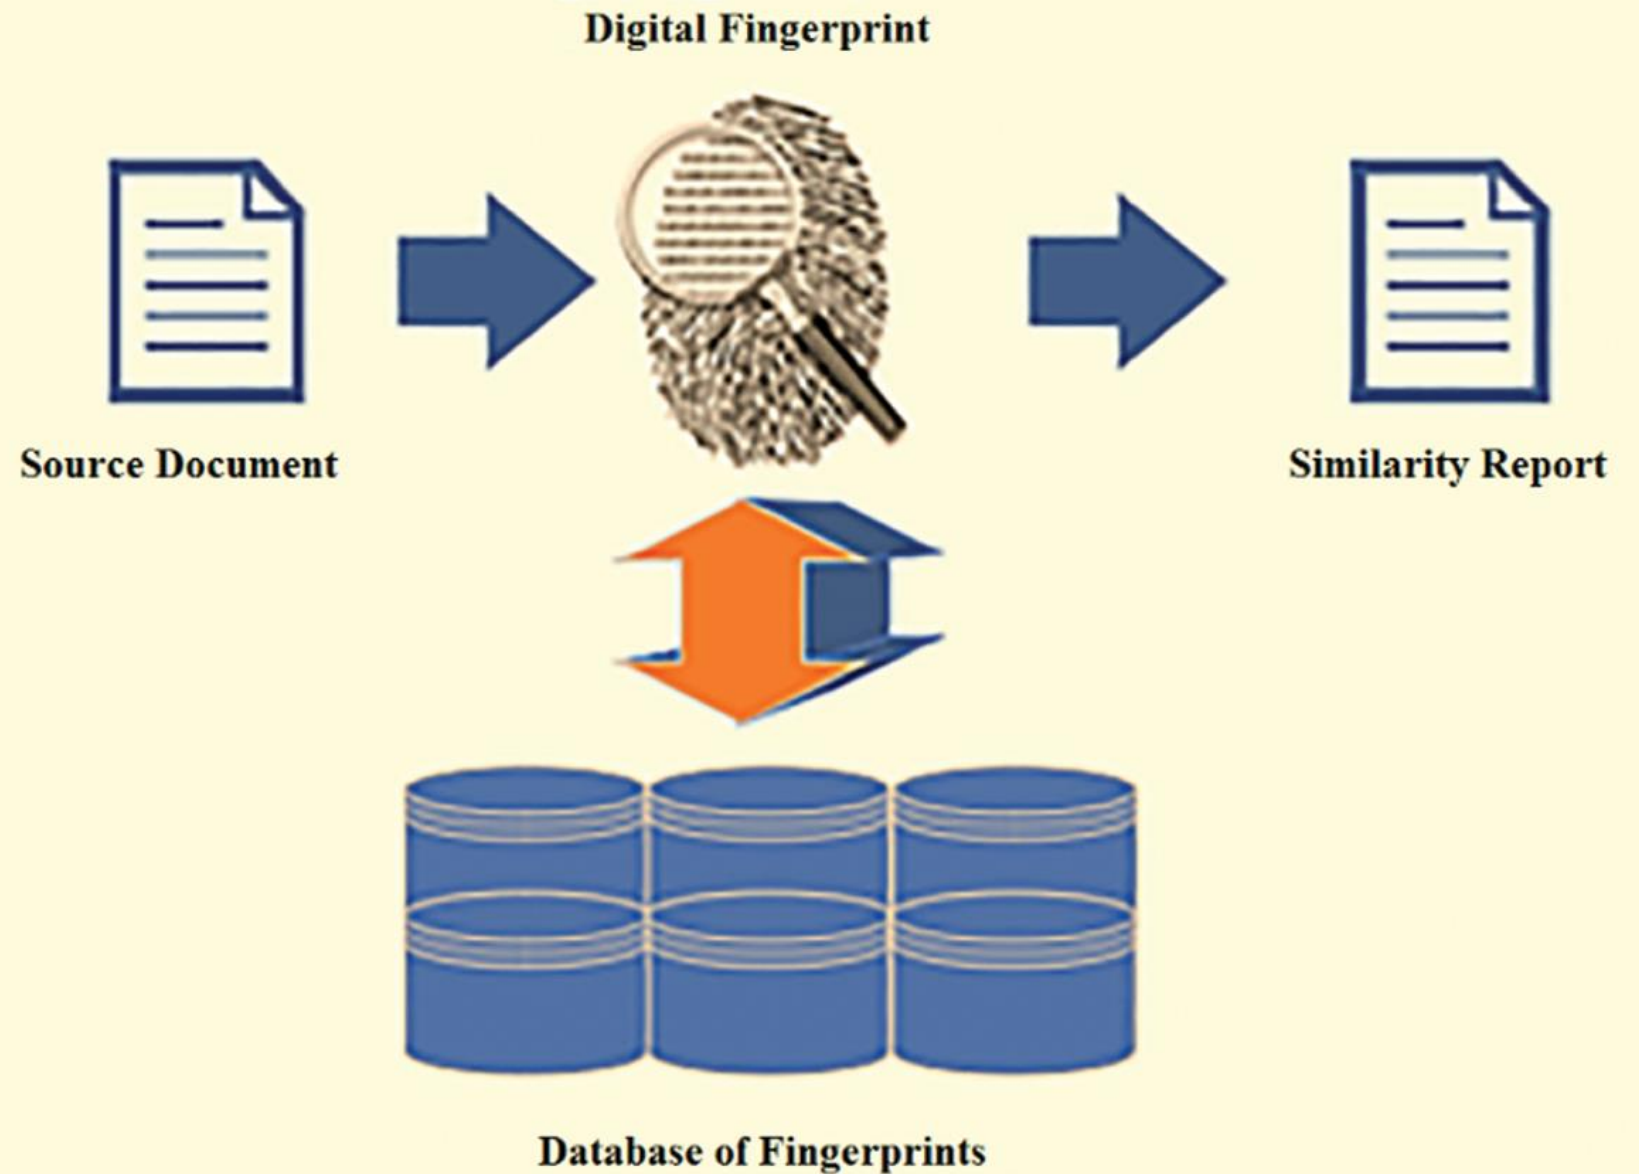 Digital Fingerprint
Source Document
Similarity Report
Database of Fingerprints